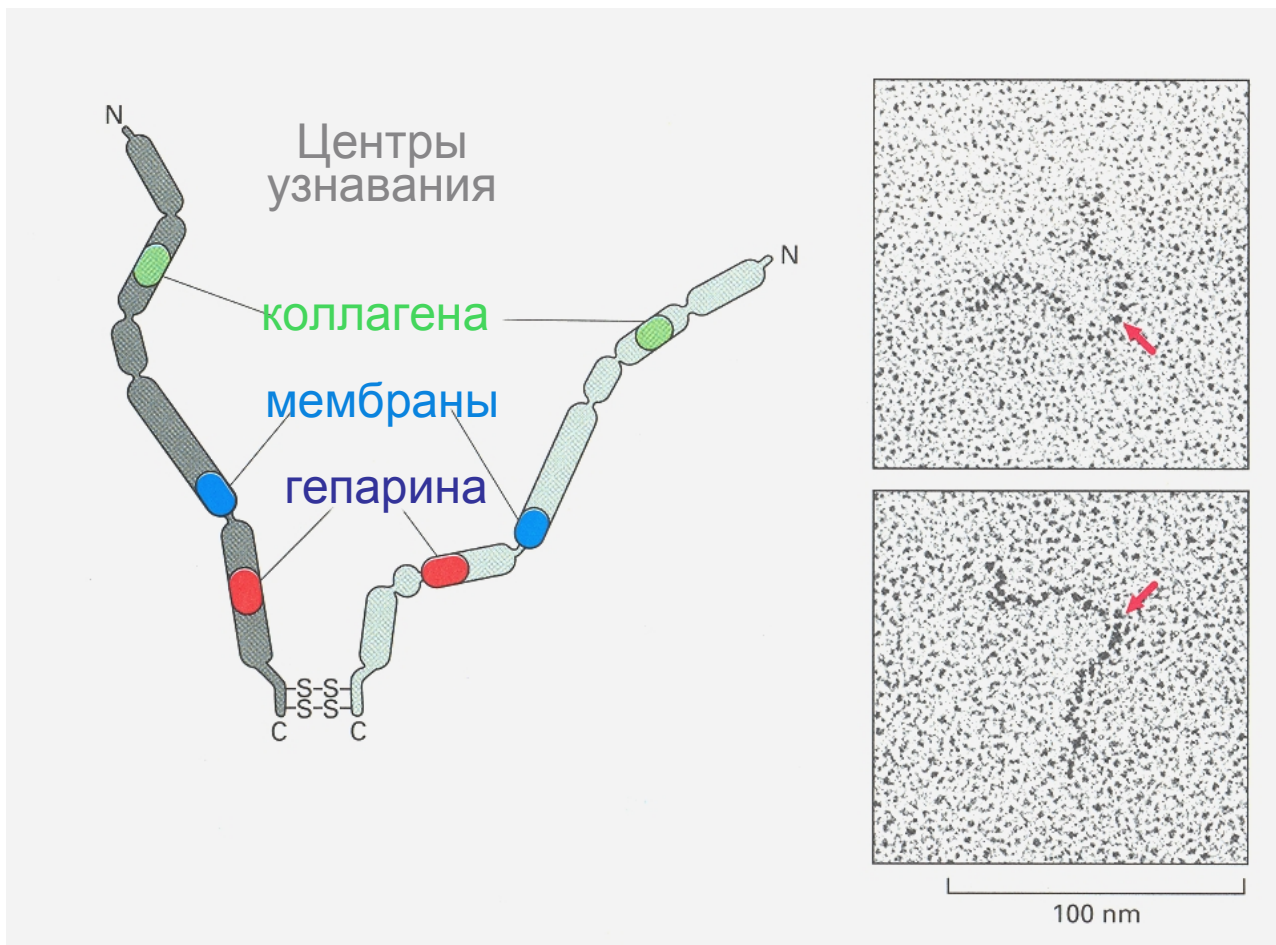 N
Центры
узнавания
N
коллагена
мембраны
гепарина
S-S
S-S
C
C
100 nm